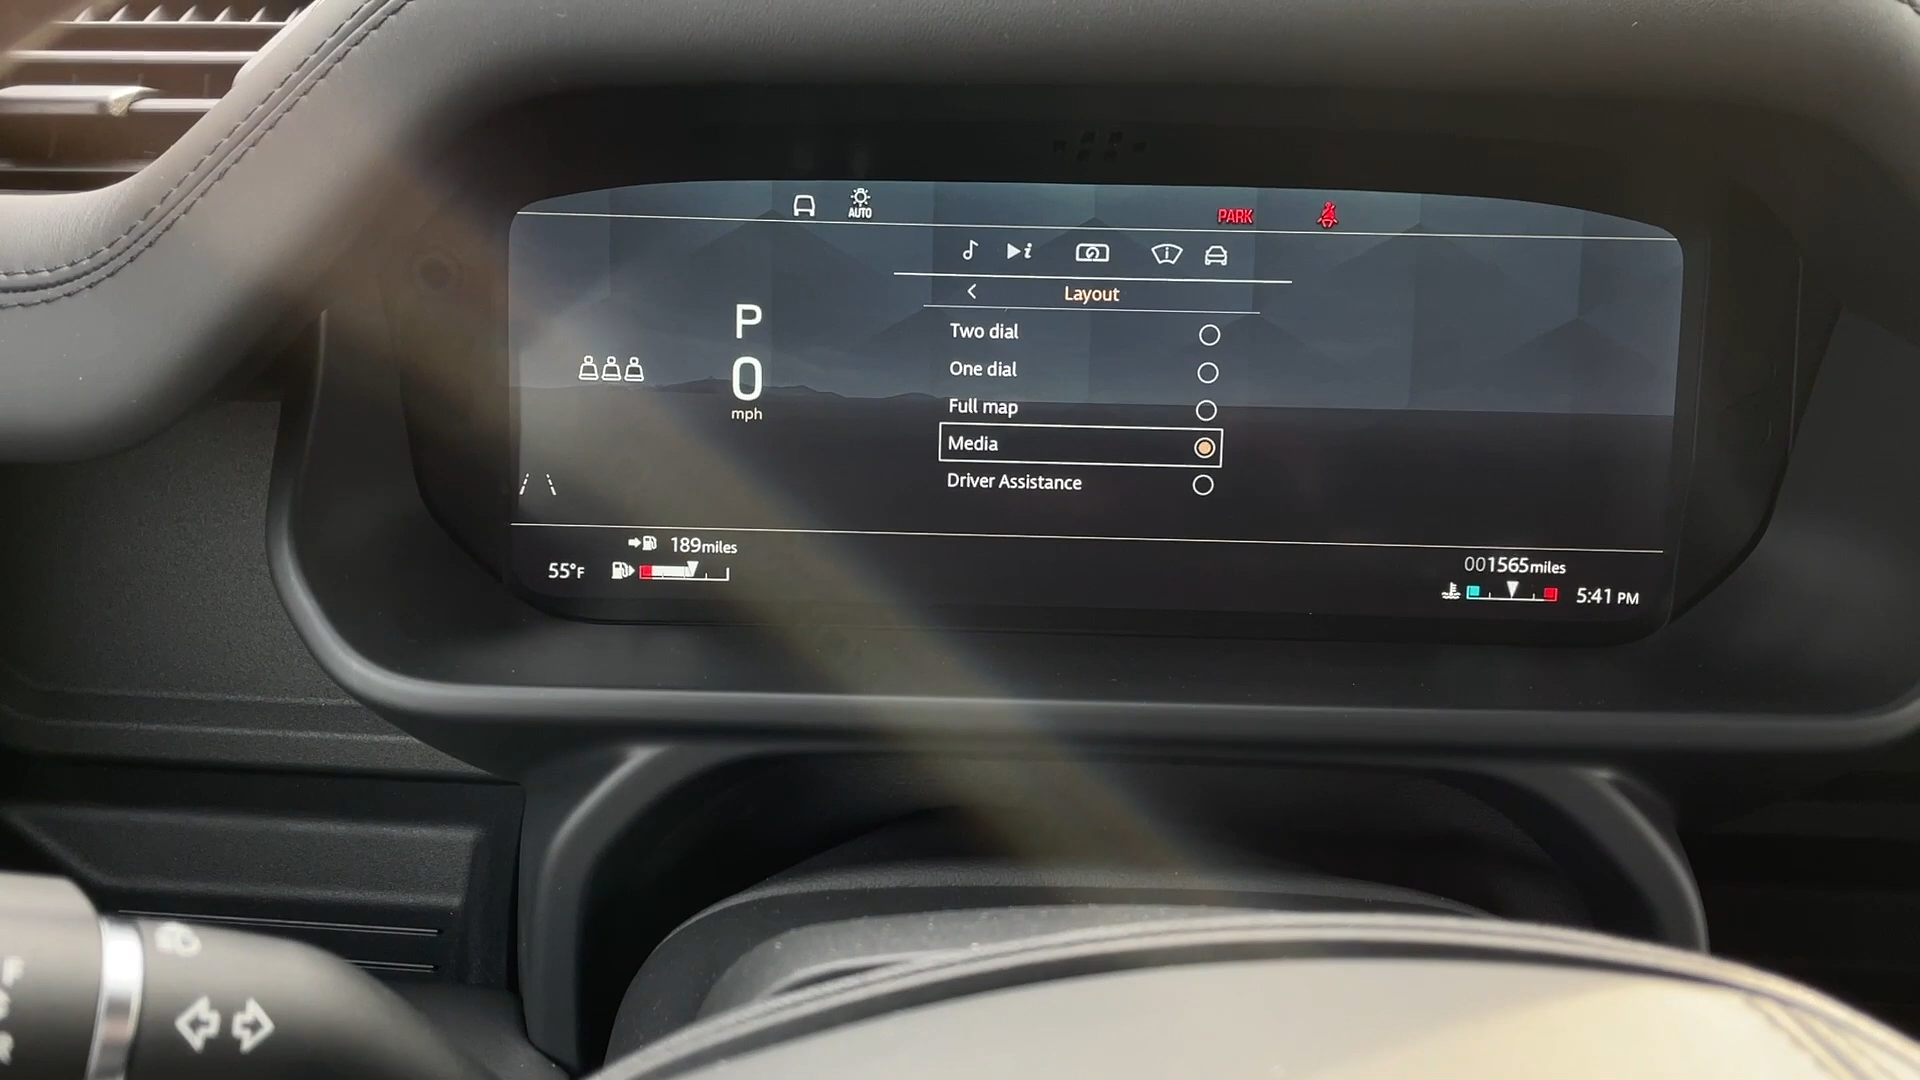 AUTO
PARK
i
i
Layout
Two dial
One dial
Full map
Media
Driver Assistance
P
0
mph
189miles
55°F
001565miles
5:41 PM